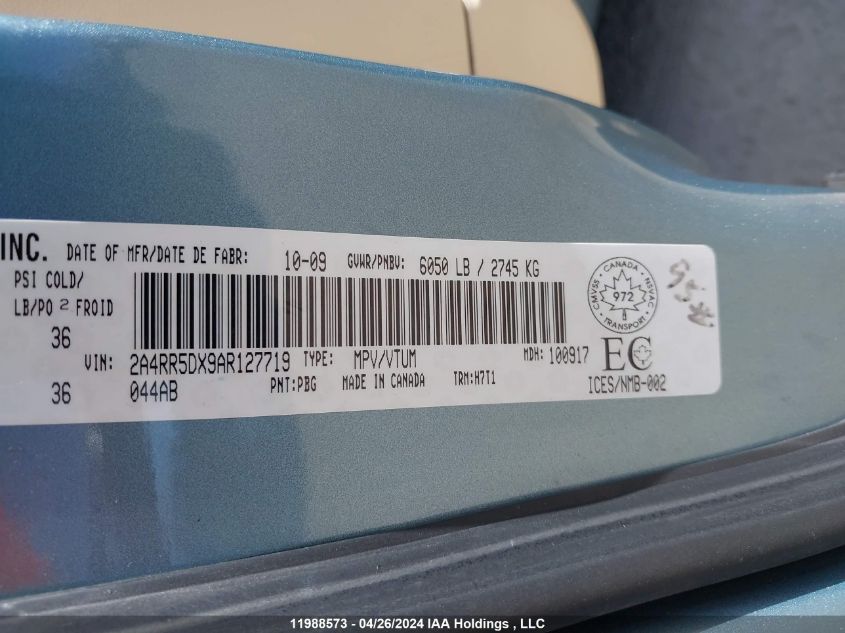 INC. DATE OF MFR/DATE DE FABR: 10-09 GVWR/PNBV: 6050 LB / 2745 KG
PSI COLD/
LB/PO 2 FROID
36
36
CMVSS CANADA NSVAC
972
TRANSPORT
VIN: 2A4RR5DX9AR127719 TYPE: MPV/VTUM MDH: 100917 EC
044AB PNT:PBG MADE IN CANADA TRM:H7T1 ICES/NMB-002
11988573 - 04/26/2024 IAA Holdings , LLC